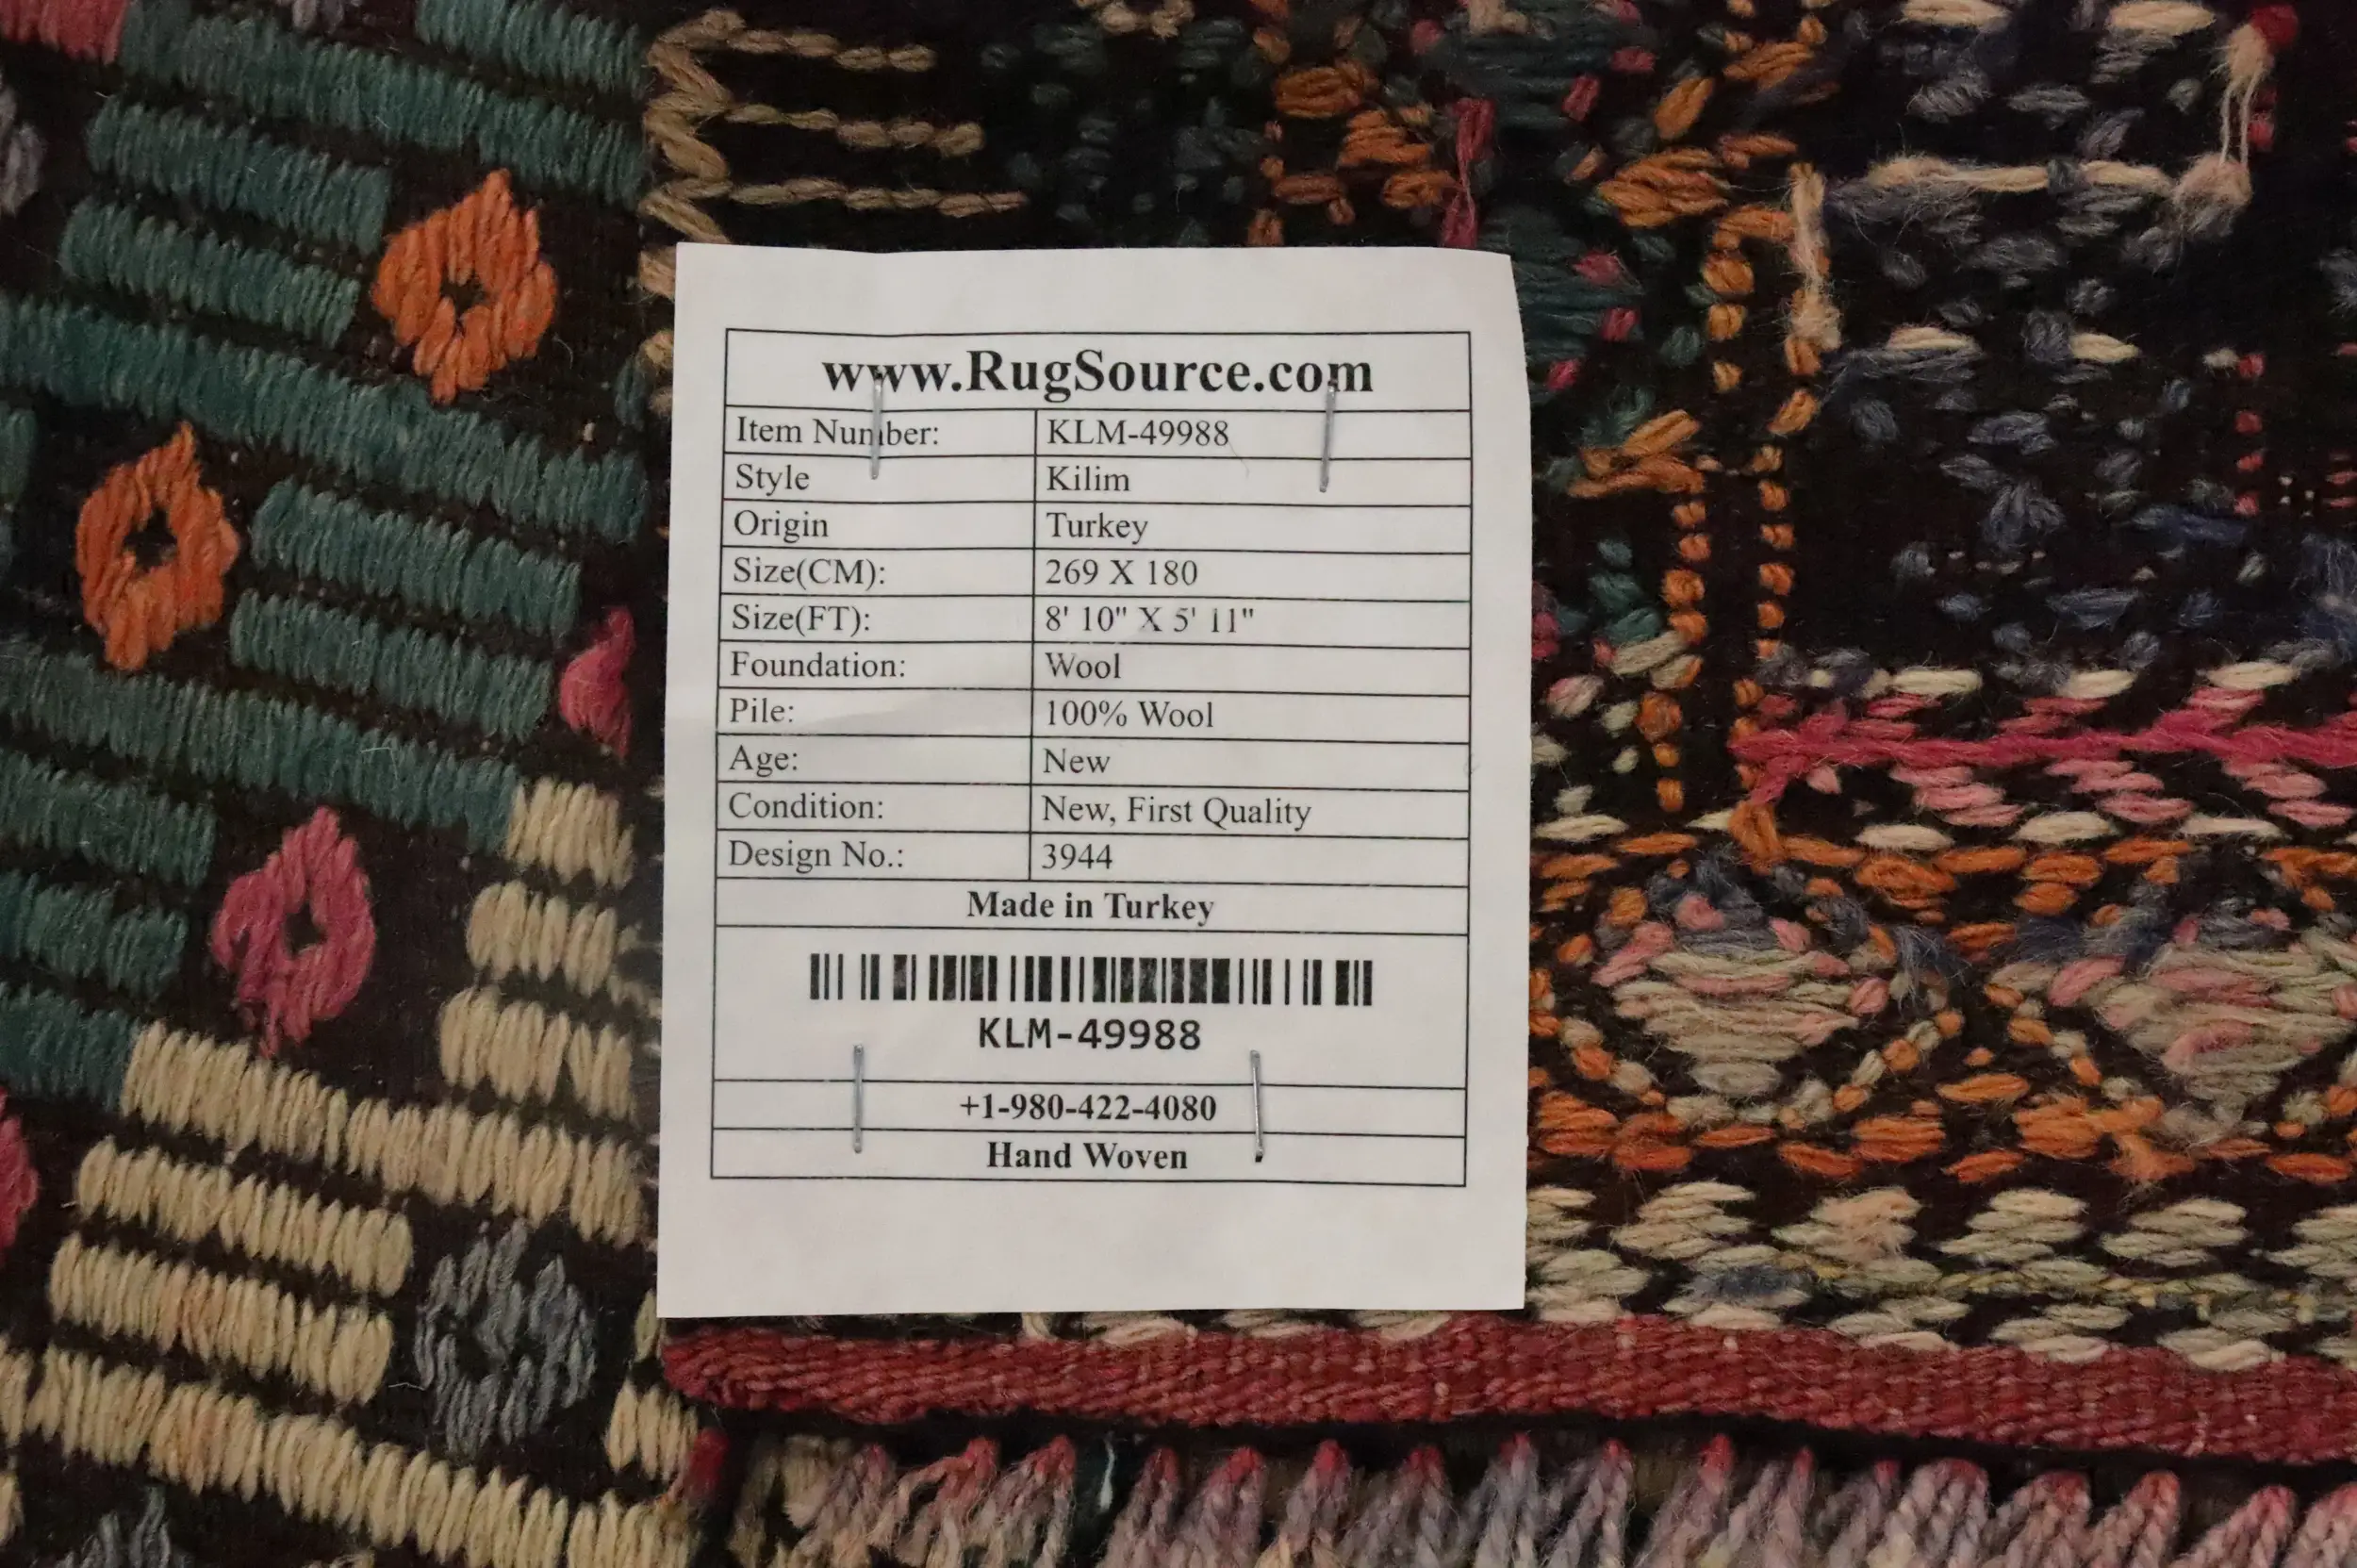 www.RugSource.com
Item Number: KLM-49988
Style Kilim
Origin Turkey
Size(CM): 269 X 180
Size(FT): 8' 10" X 5' 11"
Foundation: Wool
Pile: 100% Wool
Age: New
Condition: New, First Quality
Design No.: 3944
Made in Turkey
KLM-49988
+1-980-422-4080
Hand Woven